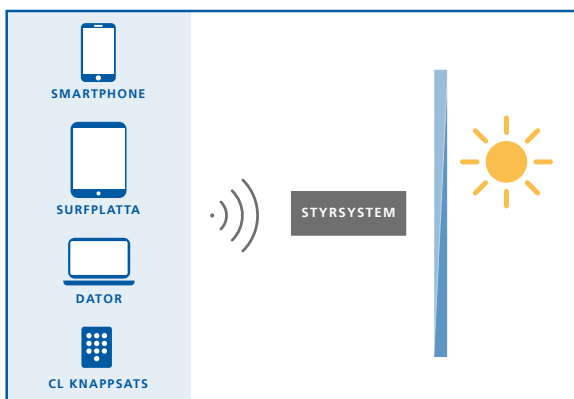 SMARTPHONE
SURFPLATTA
STYRSYSTEM
DATOR
CL KNAPPSATS